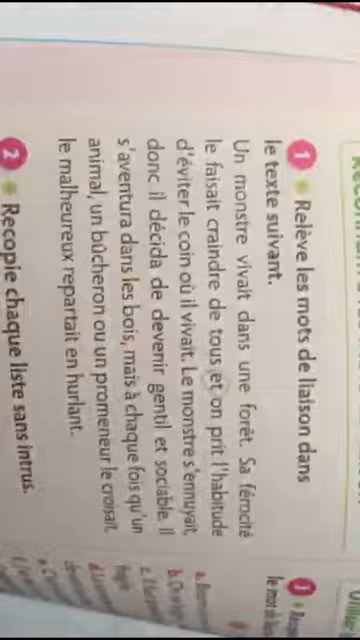 1 Relève les mots de liaison dans
le texte suivant.
Un monstre vivait dans une forêt. Sa férocité
le faisait craindre de tous et on prit l'habitude
d'éviter le coin où il vivait. Le monstre s'ennuyait,
donc il décida de devenir gentil et sociable. Il
s'aventura dans les bois, mais à chaque fois qu'un
animal, un bûcheron ou un promeneur le croisait,
le malheureux repartait en hurlant.
2 Recopie chaque liste sans intrus.
3
le mot
a.
b.
c.
d.